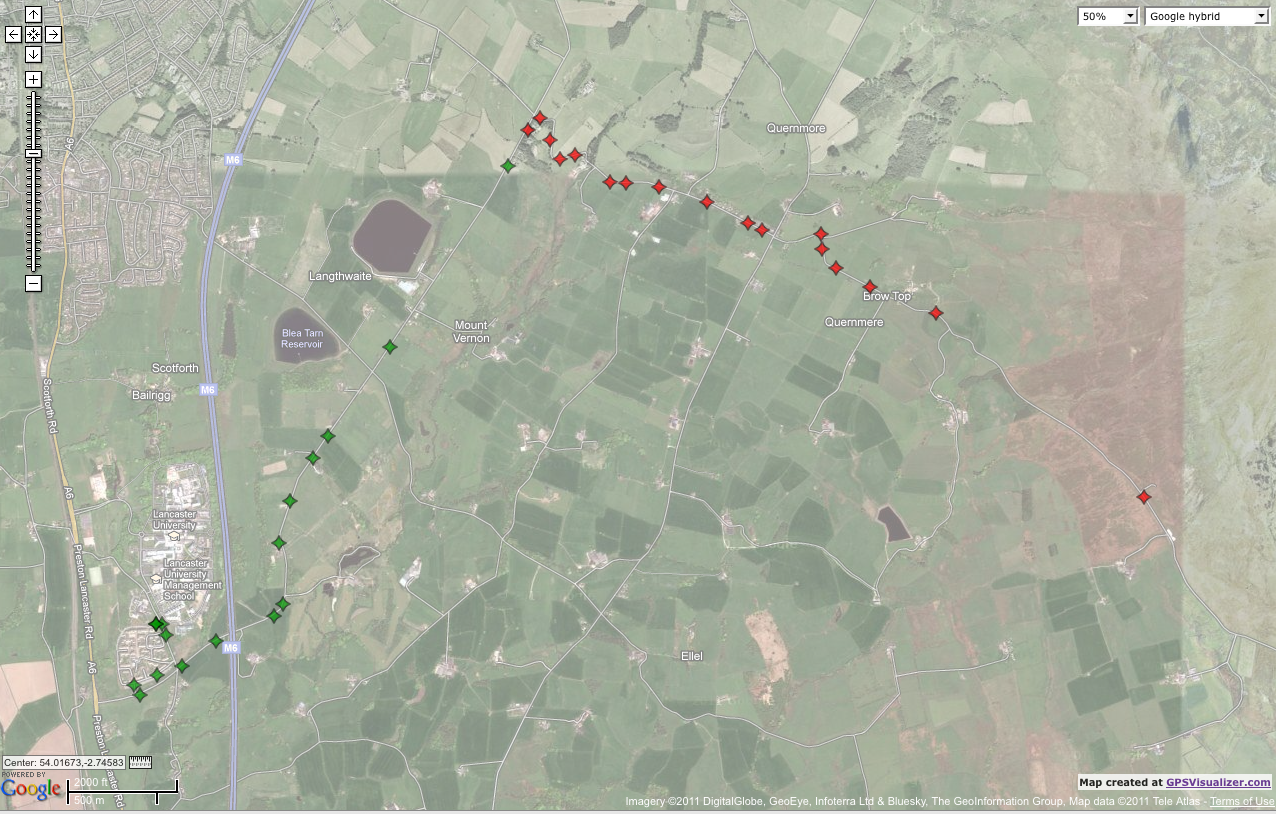 50%
Google hybrid
A6
M6
Quernmore
Langthwaite
Mount
Vernon
Blea Tarn
Reservoir
Brow Top
Quernmere
Scotforth
Bailrigg
M6
Scotforth Rd
A6
Lancaster
University
Lancaster
University
Management
School
Preston Lancaster Rd
A6
M6
Ellel
Preston Lancaster Rd
Center: 54.01673,-2.74583
POWERED BY
Google
2000 ft
500 m
Map created at GPSVisualizer.com
Imagery ©2011 DigitalGlobe, GeoEye, Infoterra Ltd & Bluesky, The GeoInformation Group, Map data ©2011 Tele Atlas - Terms of Use